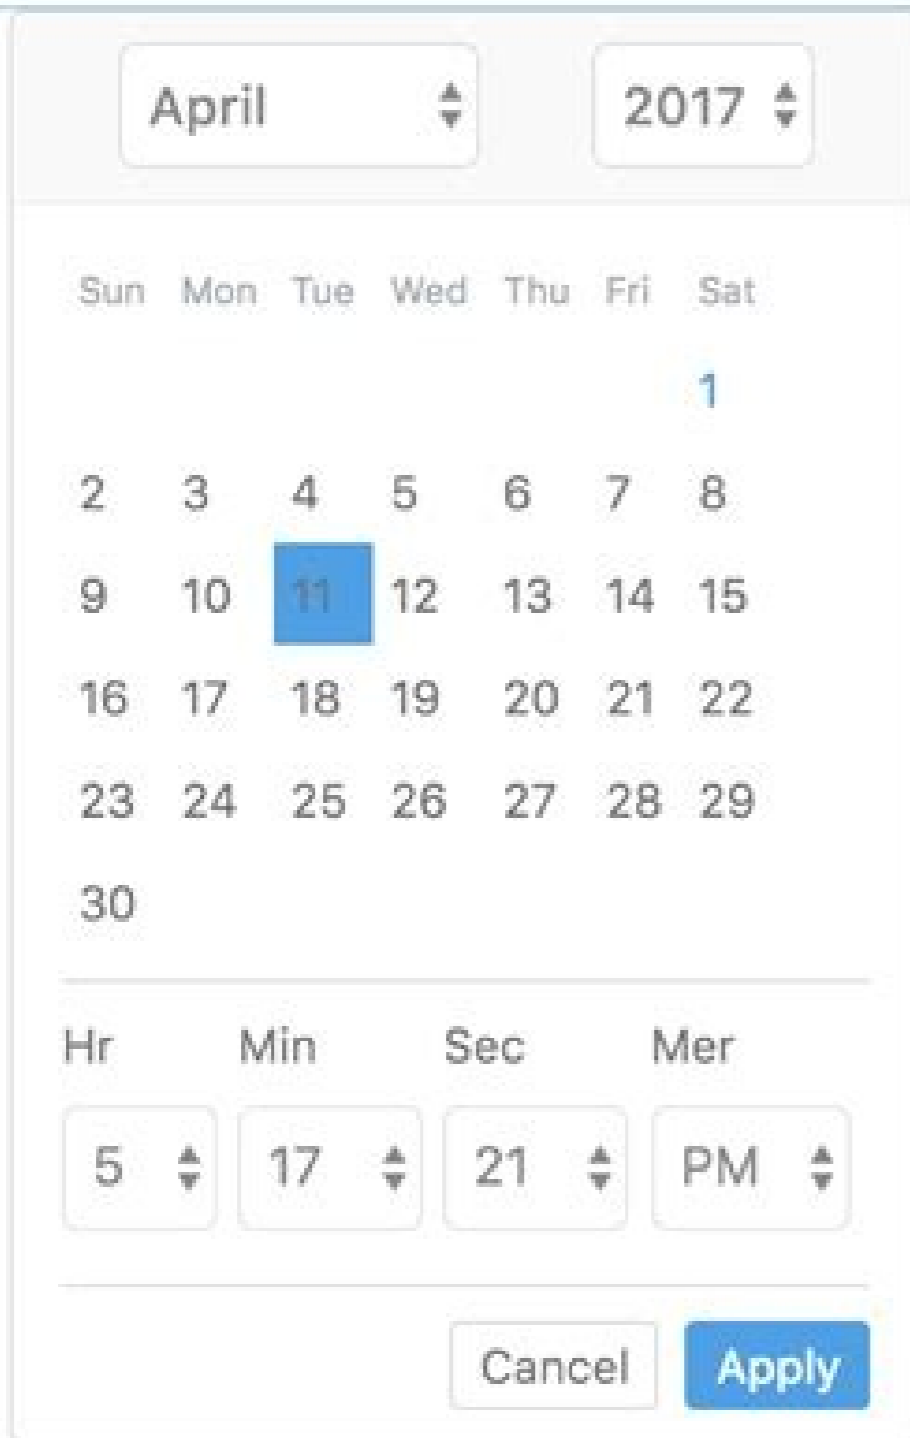 April 2017
Sun Mon Tue Wed Thu Fri Sat
1
2 3 4 5 6 7 8
9 10 11 12 13 14 15
16 17 18 19 20 21 22
23 24 25 26 27 28 29
30
Hr Min Sec Mer
5 17 21 PM
Cancel Apply